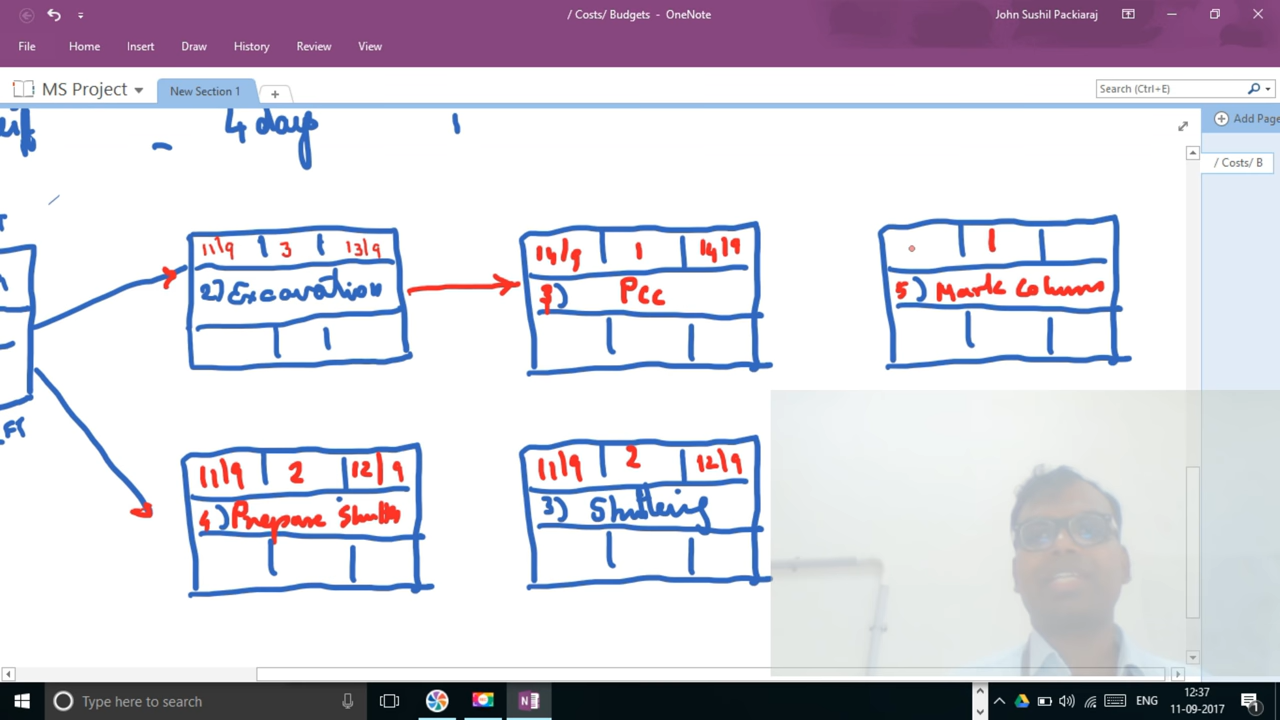 / Costs/ Budgets - OneNote
John Sushil Packiaraj
File Home Insert Draw History Review View
MS Project
New Section 1
Search (Ctrl+E)
4 days
Add Page
/ Costs/ B
11/9 3 13/9
2) Excavation
14/9 1 14/9
3) Pcc
1
5) Mark Column
11/9 2 12/9
4) Prepare Shutter
11/9 2 12/9
3) Shuttering
Type here to search
ENG
12:37
11-09-2017